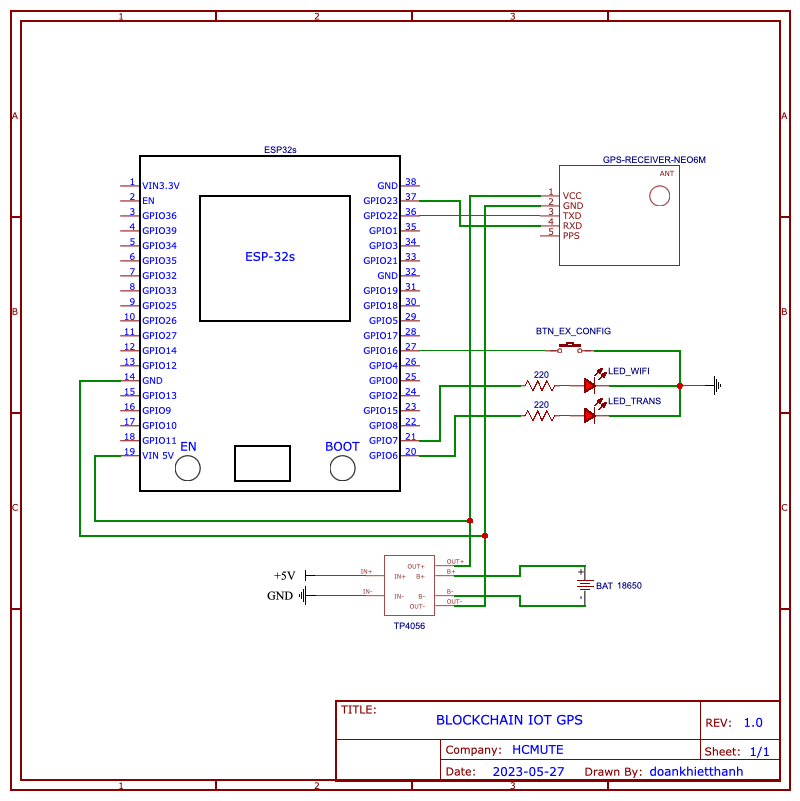 1 2 3
A A
B B
C C
ESP32s
1 VIN3.3V
2 EN
3 GPIO36
4 GPIO39
5 GPIO34
6 GPIO35
7 GPIO32
8 GPIO33
9 GPIO25
10 GPIO26
11 GPIO27
12 GPIO14
13 GPIO12
14 GND
15 GPIO13
16 GPIO9
17 GPIO10
18 GPIO11
19 VIN 5V
ESP-32s
GND 38
GPIO23 37
GPIO22 36
GPIO1 35
GPIO3 34
GPIO21 33
GND 32
GPIO19 31
GPIO18 30
GPIO5 29
GPIO17 28
GPIO16 27
GPIO4 26
GPIO0 25
GPIO2 24
GPIO15 23
GPIO8 22
GPIO7 21
GPIO6 20
EN
BOOT
GPS-RECEIVER-NEO6M
ANT
1 VCC
2 GND
3 TXD
4 RXD
5 PPS
BTN_EX_CONFIG
220
LED_WIFI
220
LED_TRANS
+5V IN+
GND IN-
OUT+
IN+ B+
IN- B-
OUT-
OUT+
B+
B-
OUT-
TP4056
+
BAT 18650
-
TITLE:
BLOCKCHAIN IOT GPS
REV: 1.0
Company: HCMUTE
Sheet: 1/1
Date: 2023-05-27 Drawn By: doankhietthanh
1 2 3